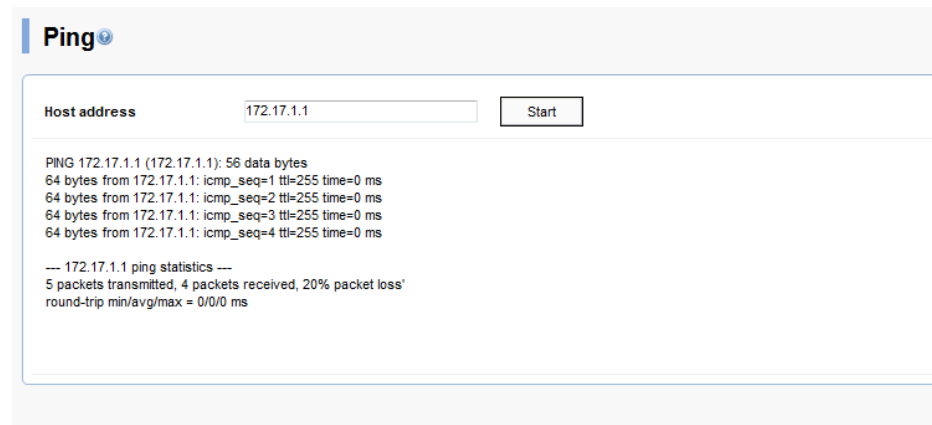 Ping
Host address 172.17.1.1 Start
PING 172.17.1.1 (172.17.1.1): 56 data bytes
64 bytes from 172.17.1.1: icmp_seq=1 ttl=255 time=0 ms
64 bytes from 172.17.1.1: icmp_seq=2 ttl=255 time=0 ms
64 bytes from 172.17.1.1: icmp_seq=3 ttl=255 time=0 ms
64 bytes from 172.17.1.1: icmp_seq=4 ttl=255 time=0 ms
--- 172.17.1.1 ping statistics ---
5 packets transmitted, 4 packets received, 20% packet loss'
round-trip min/avg/max = 0/0/0 ms